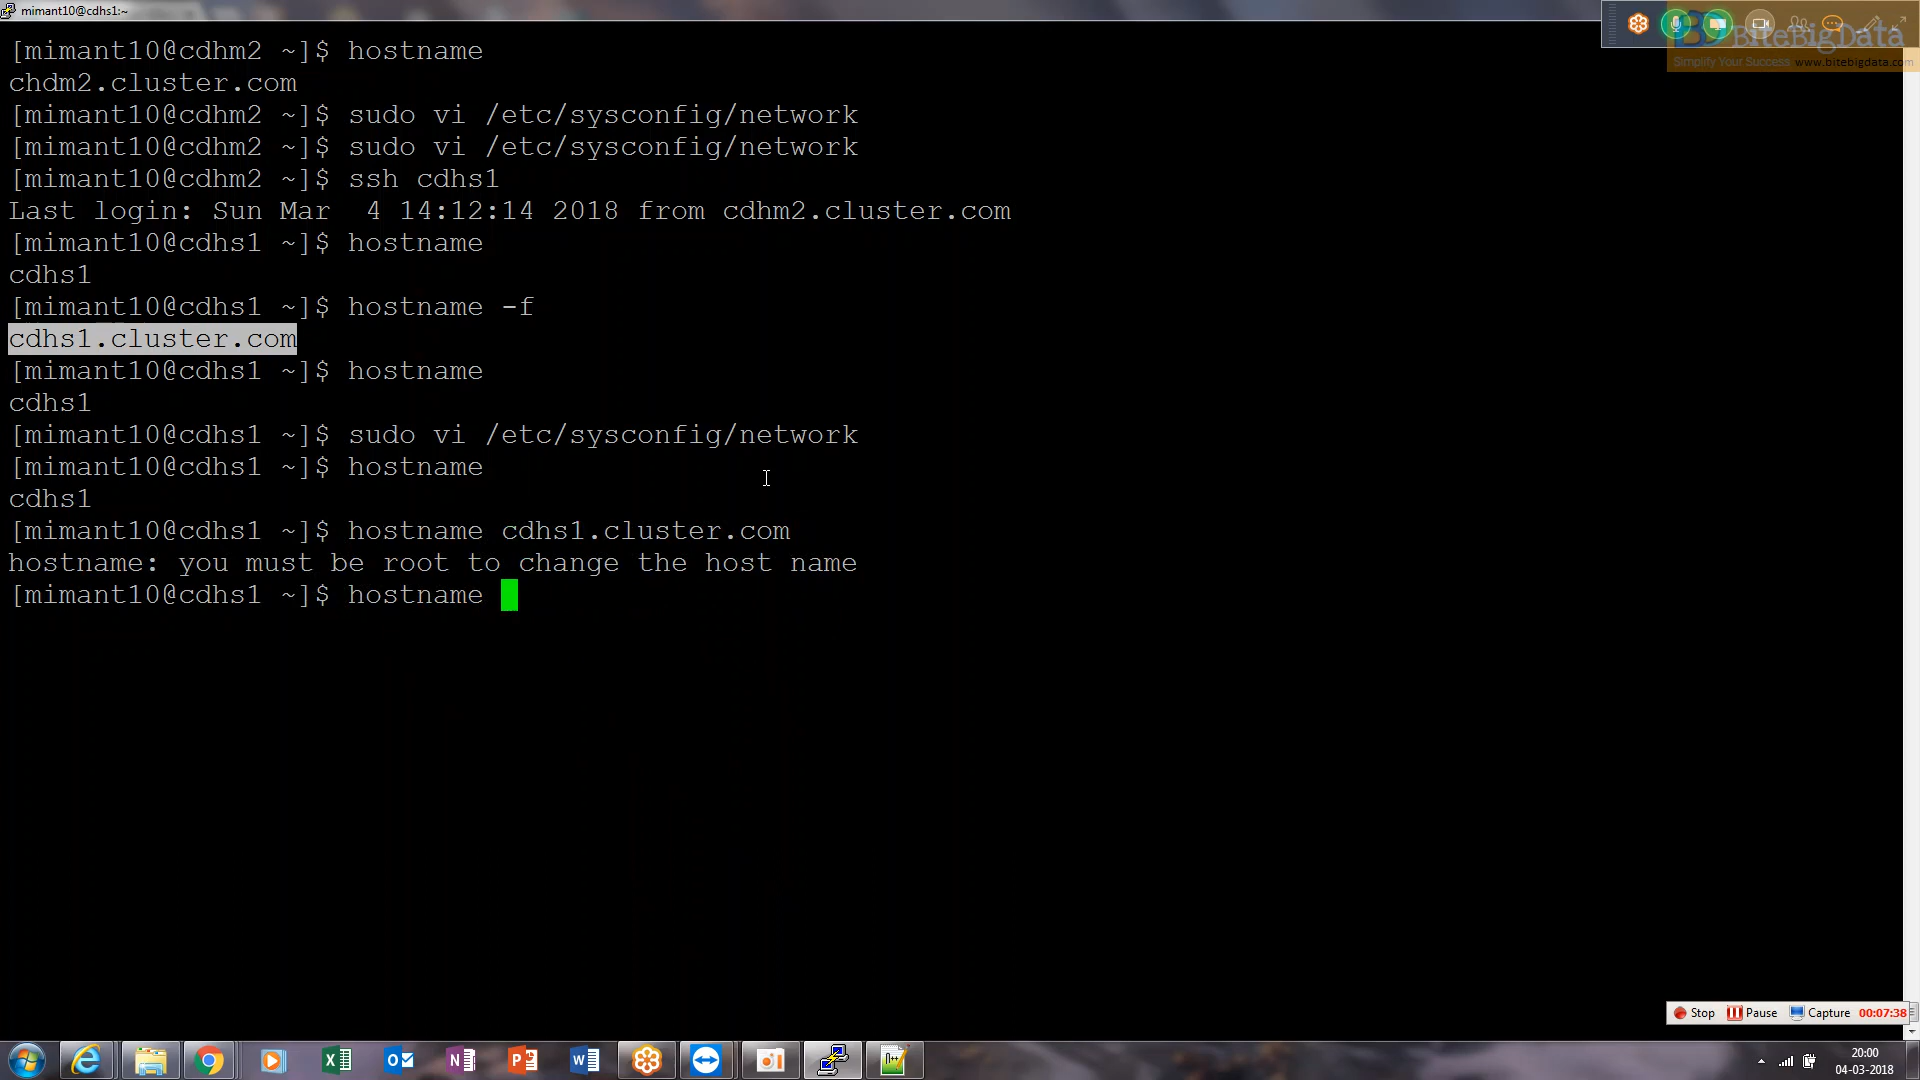 mimant10@cdhs1:~
[mimant10@cdhm2 ~]$ hostname
chdm2.cluster.com
[mimant10@cdhm2 ~]$ sudo vi /etc/sysconfig/network
[mimant10@cdhm2 ~]$ sudo vi /etc/sysconfig/network
[mimant10@cdhm2 ~]$ ssh cdhs1
Last login: Sun Mar  4 14:12:14 2018 from cdhm2.cluster.com
[mimant10@cdhs1 ~]$ hostname
cdhs1
[mimant10@cdhs1 ~]$ hostname -f
cdhs1.cluster.com
[mimant10@cdhs1 ~]$ hostname
cdhs1
[mimant10@cdhs1 ~]$ sudo vi /etc/sysconfig/network
[mimant10@cdhs1 ~]$ hostname
cdhs1
[mimant10@cdhs1 ~]$ hostname cdhs1.cluster.com
hostname: you must be root to change the host name
[mimant10@cdhs1 ~]$ hostname
BiteBigData
Simplify Your Success www.bitebigdata.com
Stop Pause Capture 00:07:38
20:00
04-03-2018